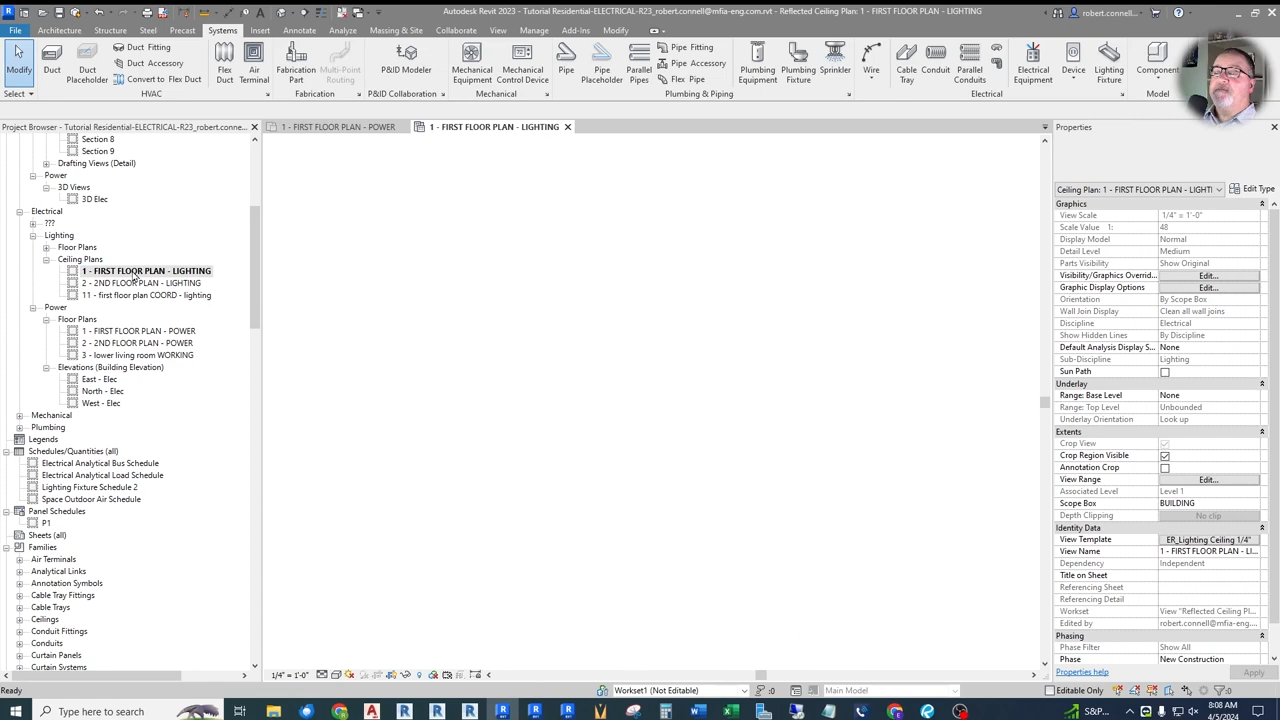 Autodesk Revit 2023 - Tutorial Residential-ELECTRICAL-R23_robert.connell@mfia-eng.com.rvt - Reflected Ceiling Plan: 1 - FIRST FLOOR PLAN - LIGHTING
robert.connell...
File Architecture Structure Steel Precast Systems Insert Annotate Analyze Massing & Site Collaborate View Manage Add-Ins Modify
Modify
Duct
Duct Placeholder
Duct Fitting
Duct Accessory
Convert to Flex Duct
Flex Duct
Air Terminal
Fabrication Part
Multi-Point Routing
P&ID Modeler
Mechanical Equipment
Mechanical Control Device
Pipe
Pipe Placeholder
Parallel Pipes
Pipe Fitting
Pipe Accessory
Flex Pipe
Plumbing Equipment
Plumbing Fixture
Sprinkler
Wire
Cable Tray
Conduit
Parallel Conduits
Electrical Equipment
Device
Lighting Fixture
Component
Select HVAC Fabrication P&ID Collaboration Mechanical Plumbing & Piping Electrical Model
Project Browser - Tutorial Residential-ELECTRICAL-R23_robert.conne...
1 - FIRST FLOOR PLAN - POWER
1 - FIRST FLOOR PLAN - LIGHTING
Section 8
Section 9
Drafting Views (Detail)
Power
3D Views
3D Elec
Electrical
???
Lighting
Floor Plans
Ceiling Plans
1 - FIRST FLOOR PLAN - LIGHTING
2 - 2ND FLOOR PLAN - LIGHTING
11 - first floor plan COORD - lighting
Power
Floor Plans
1 - FIRST FLOOR PLAN - POWER
2 - 2ND FLOOR PLAN - POWER
3 - lower living room WORKING
Elevations (Building Elevation)
East - Elec
North - Elec
West - Elec
Mechanical
Plumbing
Legends
Schedules/Quantities (all)
Electrical Analytical Bus Schedule
Electrical Analytical Load Schedule
Lighting Fixture Schedule 2
Space Outdoor Air Schedule
Panel Schedules
P1
Sheets (all)
Families
Air Terminals
Analytical Links
Annotation Symbols
Cable Tray Fittings
Cable Trays
Ceilings
Conduit Fittings
Conduits
Curtain Panels
Curtain Systems
Properties
Ceiling Plan: 1 - FIRST FLOOR PLAN - LIGHTI
Edit Type
Graphics
View Scale 1/4" = 1'-0"
Scale Value 1: 48
Display Model Normal
Detail Level Medium
Parts Visibility Show Original
Visibility/Graphics Overrid... Edit...
Graphic Display Options Edit...
Orientation By Scope Box
Wall Join Display Clean all wall joins
Discipline Electrical
Show Hidden Lines By Discipline
Default Analysis Display S... None
Sub-Discipline Lighting
Sun Path
Underlay
Range: Base Level None
Range: Top Level Unbounded
Underlay Orientation Look up
Extents
Crop View
Crop Region Visible
Annotation Crop
View Range Edit...
Associated Level Level 1
Scope Box BUILDING
Depth Clipping No clip
Identity Data
View Template ER_Lighting Ceiling 1/4"
View Name 1 - FIRST FLOOR PLAN - LI...
Dependency Independent
Title on Sheet
Referencing Sheet
Referencing Detail
Workset View "Reflected Ceiling Pl...
Edited by robert.connell@mfia-eng....
Phasing
Phase Filter Show All
Phase New Construction
Properties help
Apply
1/4" = 1'-0"
Ready
Workset1 (Not Editable)
:0
Main Model
Editable Only
:0
Type here to search
S&P...
8:08 AM
4/5/2024